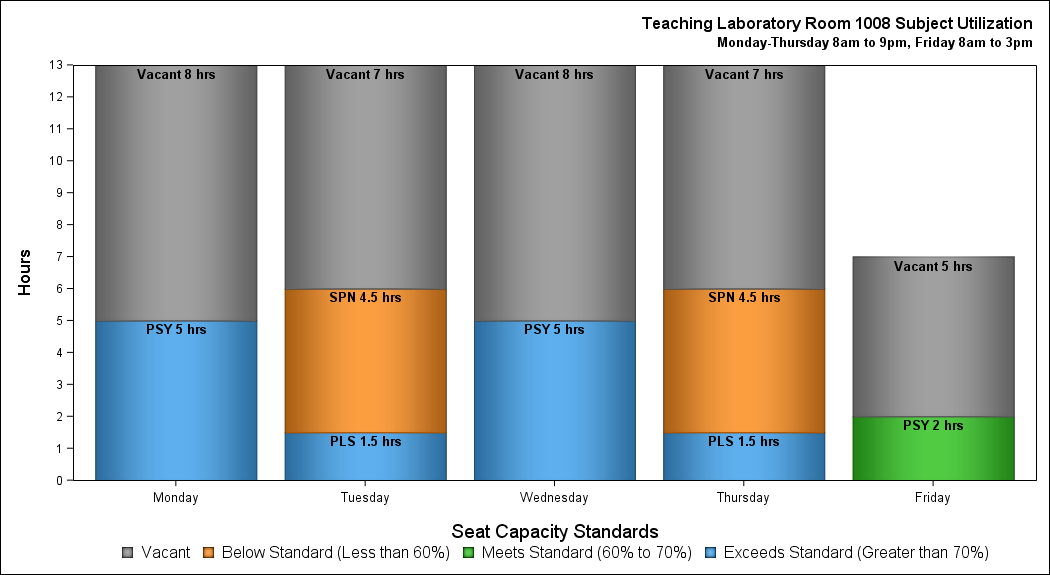 Teaching Laboratory Room 1008 Subject Utilization
Monday-Thursday 8am to 9pm, Friday 8am to 3pm
Hours
13
12
11
10
9
8
7
6
5
4
3
2
1
0
Vacant 8 hrs
PSY 5 hrs
Vacant 7 hrs
SPN 4.5 hrs
PLS 1.5 hrs
Vacant 8 hrs
PSY 5 hrs
Vacant 7 hrs
SPN 4.5 hrs
PLS 1.5 hrs
Vacant 5 hrs
PSY 2 hrs
Monday Tuesday Wednesday Thursday Friday
Seat Capacity Standards
Vacant Below Standard (Less than 60%) Meets Standard (60% to 70%) Exceeds Standard (Greater than 70%)